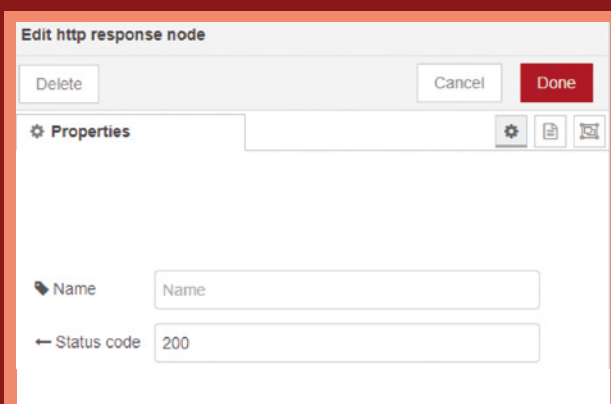 Edit http response node
Delete
Cancel
Done
Properties
Name
Name
Status code
200